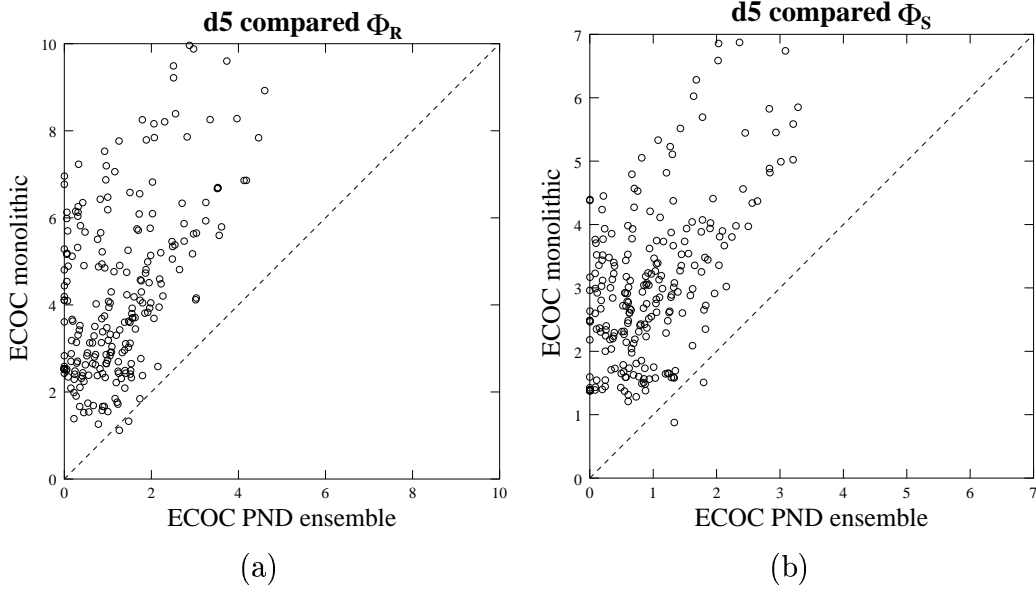 d5 compared Φ_R
10
8
6
4
2
0
ECOC monolithic
0 2 4 6 8 10
ECOC PND ensemble
(a)
d5 compared Φ_S
7
6
5
4
3
2
1
0
ECOC monolithic
0 1 2 3 4 5 6 7
ECOC PND ensemble
(b)